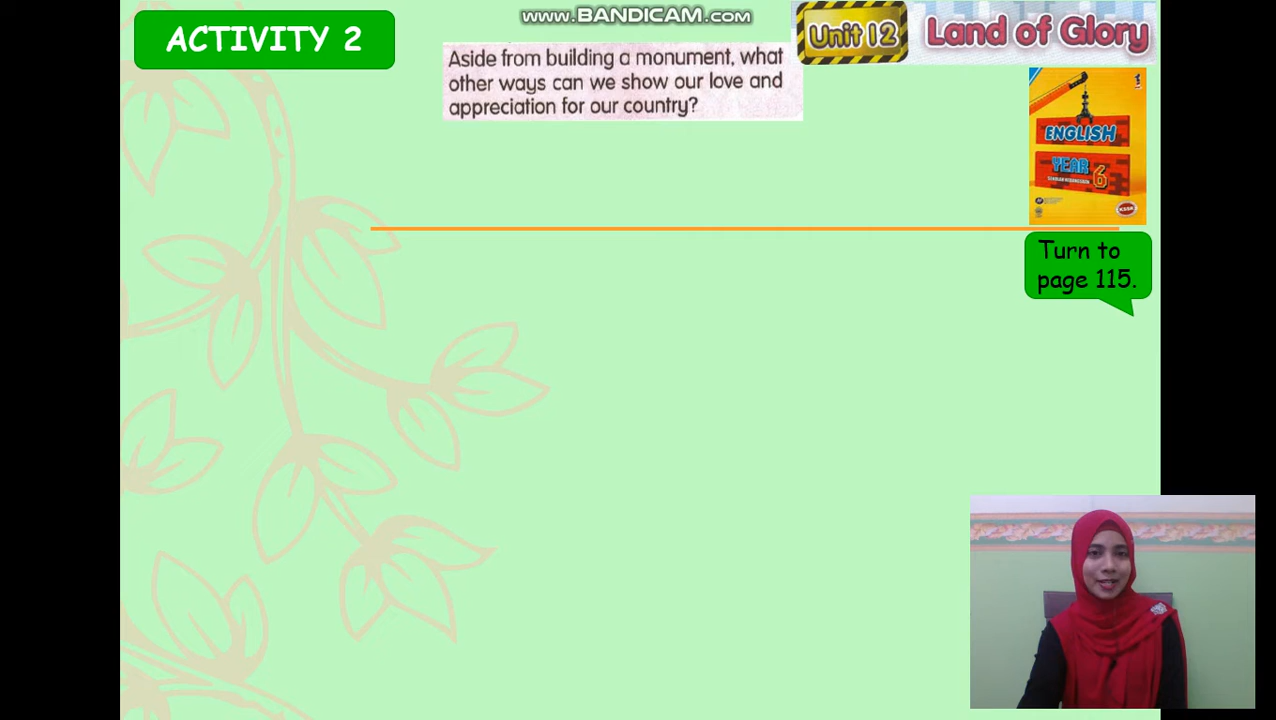 www.BANDICAM.com
ACTIVITY 2
Unit 12
Land of Glory
Aside from building a monument, what
other ways can we show our love and
appreciation for our country?
ENGLISH
YEAR
6
KSSR
Turn to
page 115.